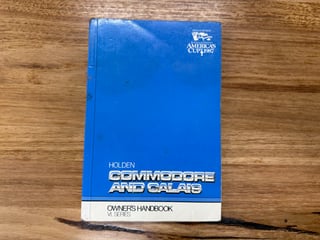 AMERICA'S
CUP 1987
HOLDEN
COMMODORE
AND CALAIS
OWNER'S HANDBOOK
VL SERIES